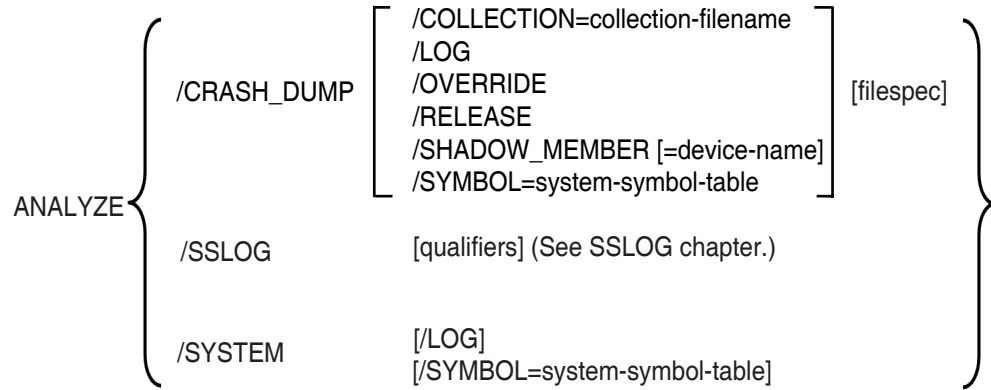 /COLLECTION=collection-filename
/LOG
/OVERRIDE
/CRASH_DUMP
[filespec]
/RELEASE
/SHADOW_MEMBER [=device-name]
/SYMBOL=system-symbol-table
ANALYZE
/SSLOG [qualifiers] (See SSLOG chapter.)
/SYSTEM
[/LOG]
[/SYMBOL=system-symbol-table]